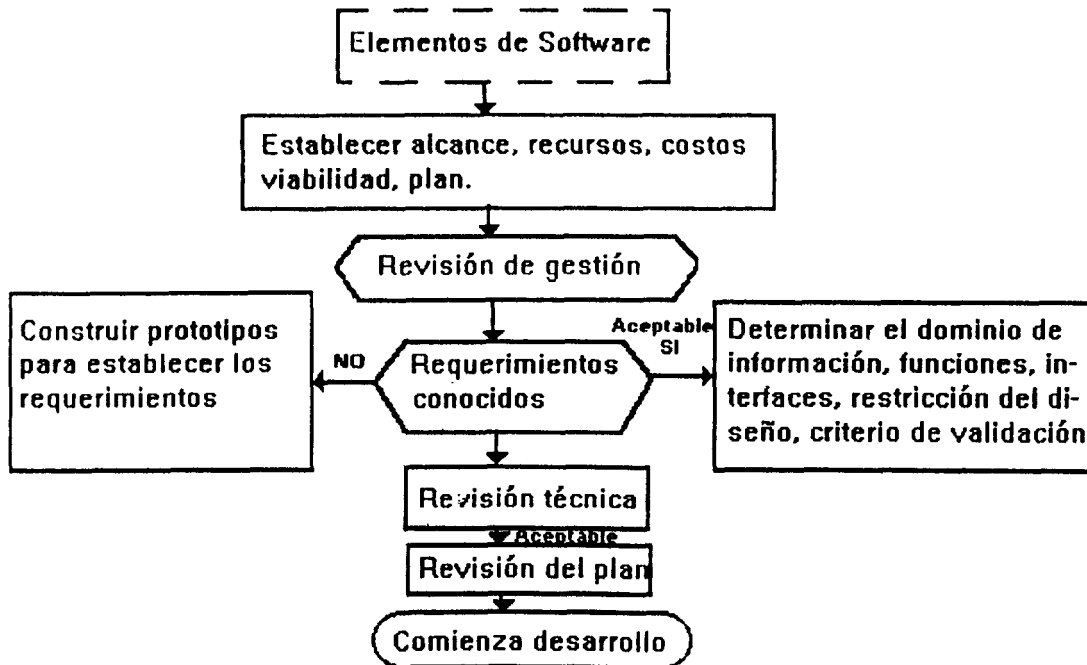 Elementos de Software
Establecer alcance, recursos, costos
viabilidad, plan.
Revisión de gestión
Construir prototipos
para establecer los
requerimientos
NO
Requerimientos
conocidos
Aceptable
SI
Determinar el dominio de
información, funciones, in-
terfaces, restricción del di-
seño, criterio de validación
Revisión técnica
Aceptable
Revisión del plan
Comienza desarrollo